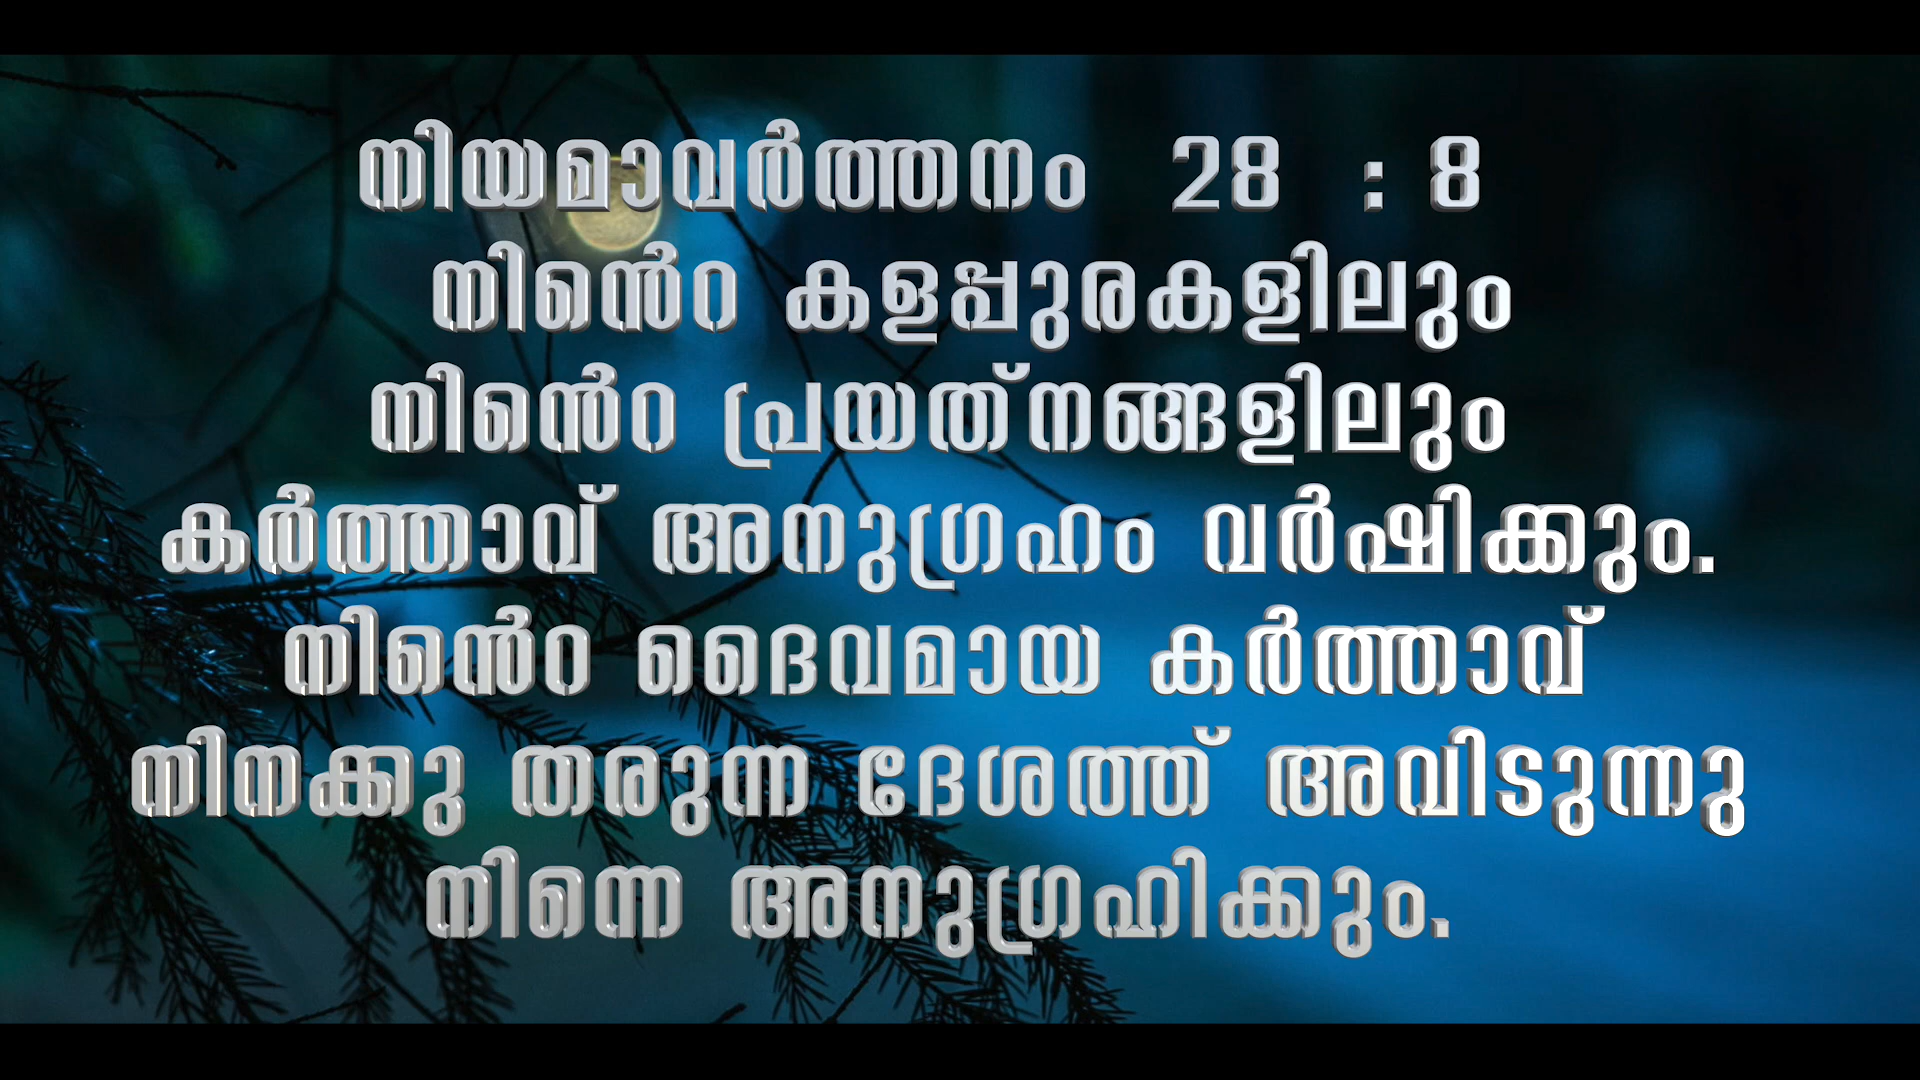 നിയമാവർത്തനം 28 : 8
നിൻെറ കളപ്പുരകളിലും
നിൻെറ പ്രയത്‌നങ്ങളിലും
കർത്താവ് അനുഗ്രഹം വർഷിക്കും.
നിൻെറ ദൈവമായ കർത്താവ്
നിനക്കു തരുന്ന ദേശത്ത് അവിടുന്നു
നിന്നെ അനുഗ്രഹിക്കും.